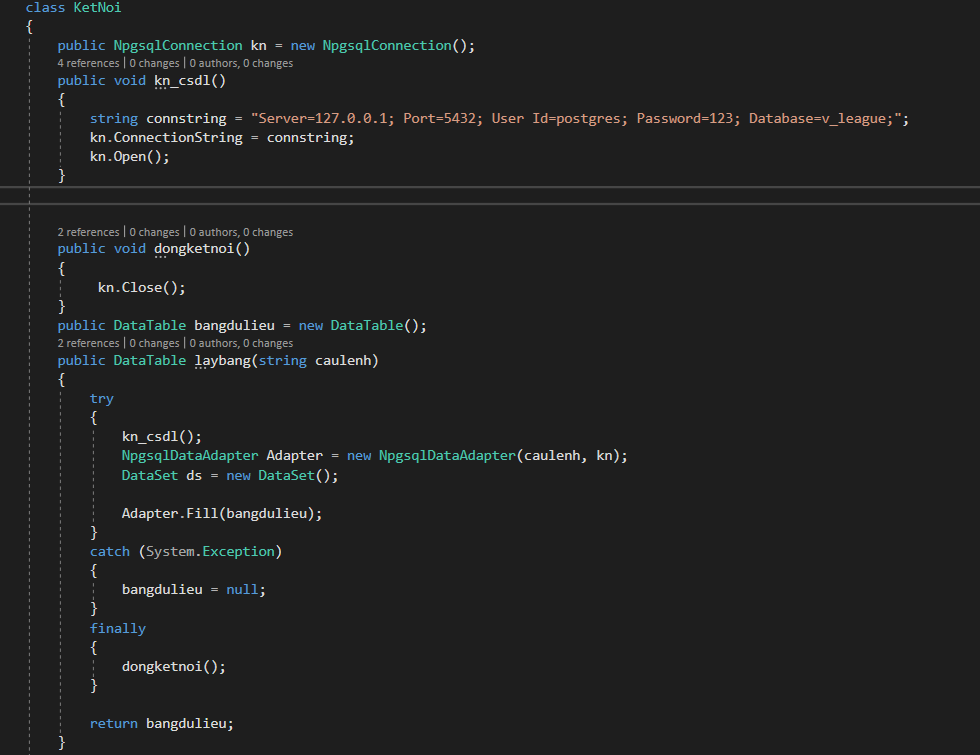 class KetNoi
{
public NpgsqlConnection kn = new NpgsqlConnection();
4 references | 0 changes | 0 authors, 0 changes
public void kn_csdl()
{
string connstring = "Server=127.0.0.1; Port=5432; User Id=postgres; Password=123; Database=v_league;";
kn.ConnectionString = connstring;
kn.Open();
}
2 references | 0 changes | 0 authors, 0 changes
public void dongketnoi()
{
kn.Close();
}
public DataTable bangdulieu = new DataTable();
2 references | 0 changes | 0 authors, 0 changes
public DataTable laybang(string caulenh)
{
try
{
kn_csdl();
NpgsqlDataAdapter Adapter = new NpgsqlDataAdapter(caulenh, kn);
DataSet ds = new DataSet();
Adapter.Fill(bangdulieu);
}
catch (System.Exception)
{
bangdulieu = null;
}
finally
{
dongketnoi();
}
return bangdulieu;
}